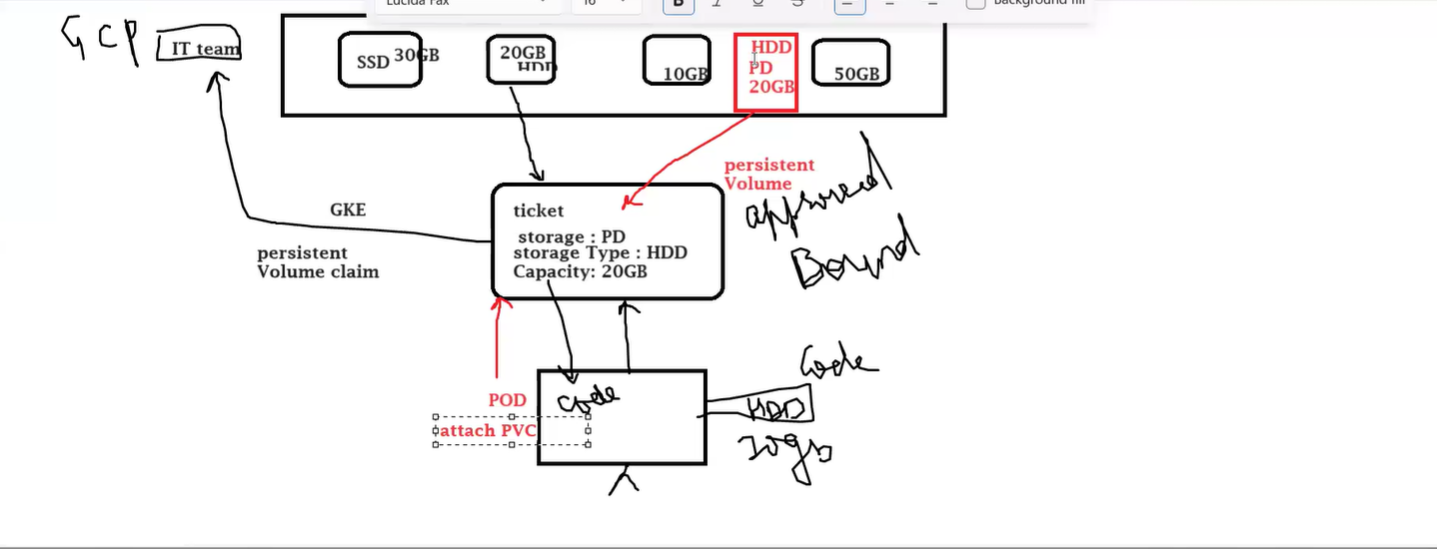 Lucida Fax
16
B
I
U
S
Background fill
GCP
IT team
SSD 30GB
20GB
HDD
10GB
HDD
PD
20GB
50GB
persistent
Volume
approved
Bound
GKE
persistent
Volume claim
ticket
storage : PD
storage Type : HDD
Capacity: 20GB
POD
attach PVC
code
Code
HDD